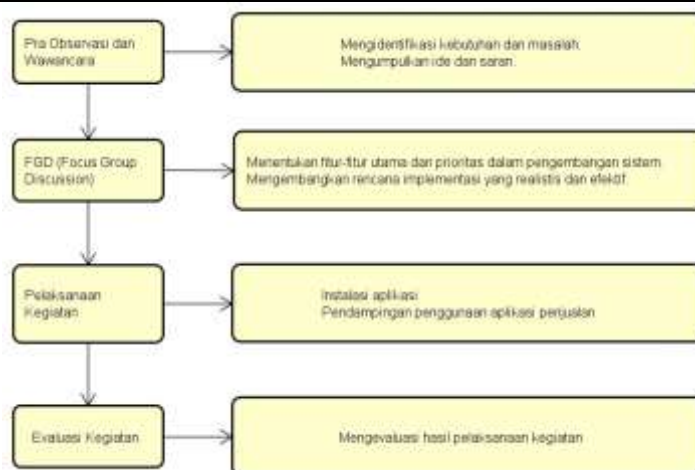 Pra Observasi dan
Wawancara
Mengidentifikasi kebutuhan dan masalah.
Mengumpulkan ide dan saran.
FGD (Focus Group
Discussion)
Menentukan fitur-fitur utama dan prioritas dalam pengembangan sistem
Mengembangkan rencana implementasi yang realistis dan efektif
Pelaksanaan
Kegiatan
Instalasi aplikasi
Pendampingan penggunaan aplikasi penjualan
Evaluasi Kegiatan
Mengevaluasi hasil pelaksanaan kegiatan